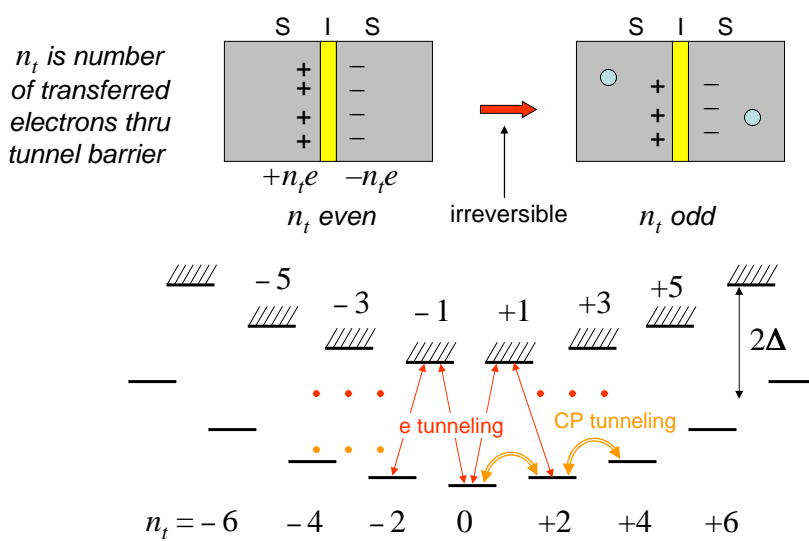 S I S
S I S
n_t is number
of transferred
electrons thru
tunnel barrier
+ –
+ –
+ –
+ –
+ –
+ –
+ –
+n_te –n_te
n_t even
irreversible
n_t odd
– 5
– 3
– 1
+1
+3
+5
2Δ
e tunneling
CP tunneling
n_t = – 6 – 4 – 2 0 +2 +4 +6